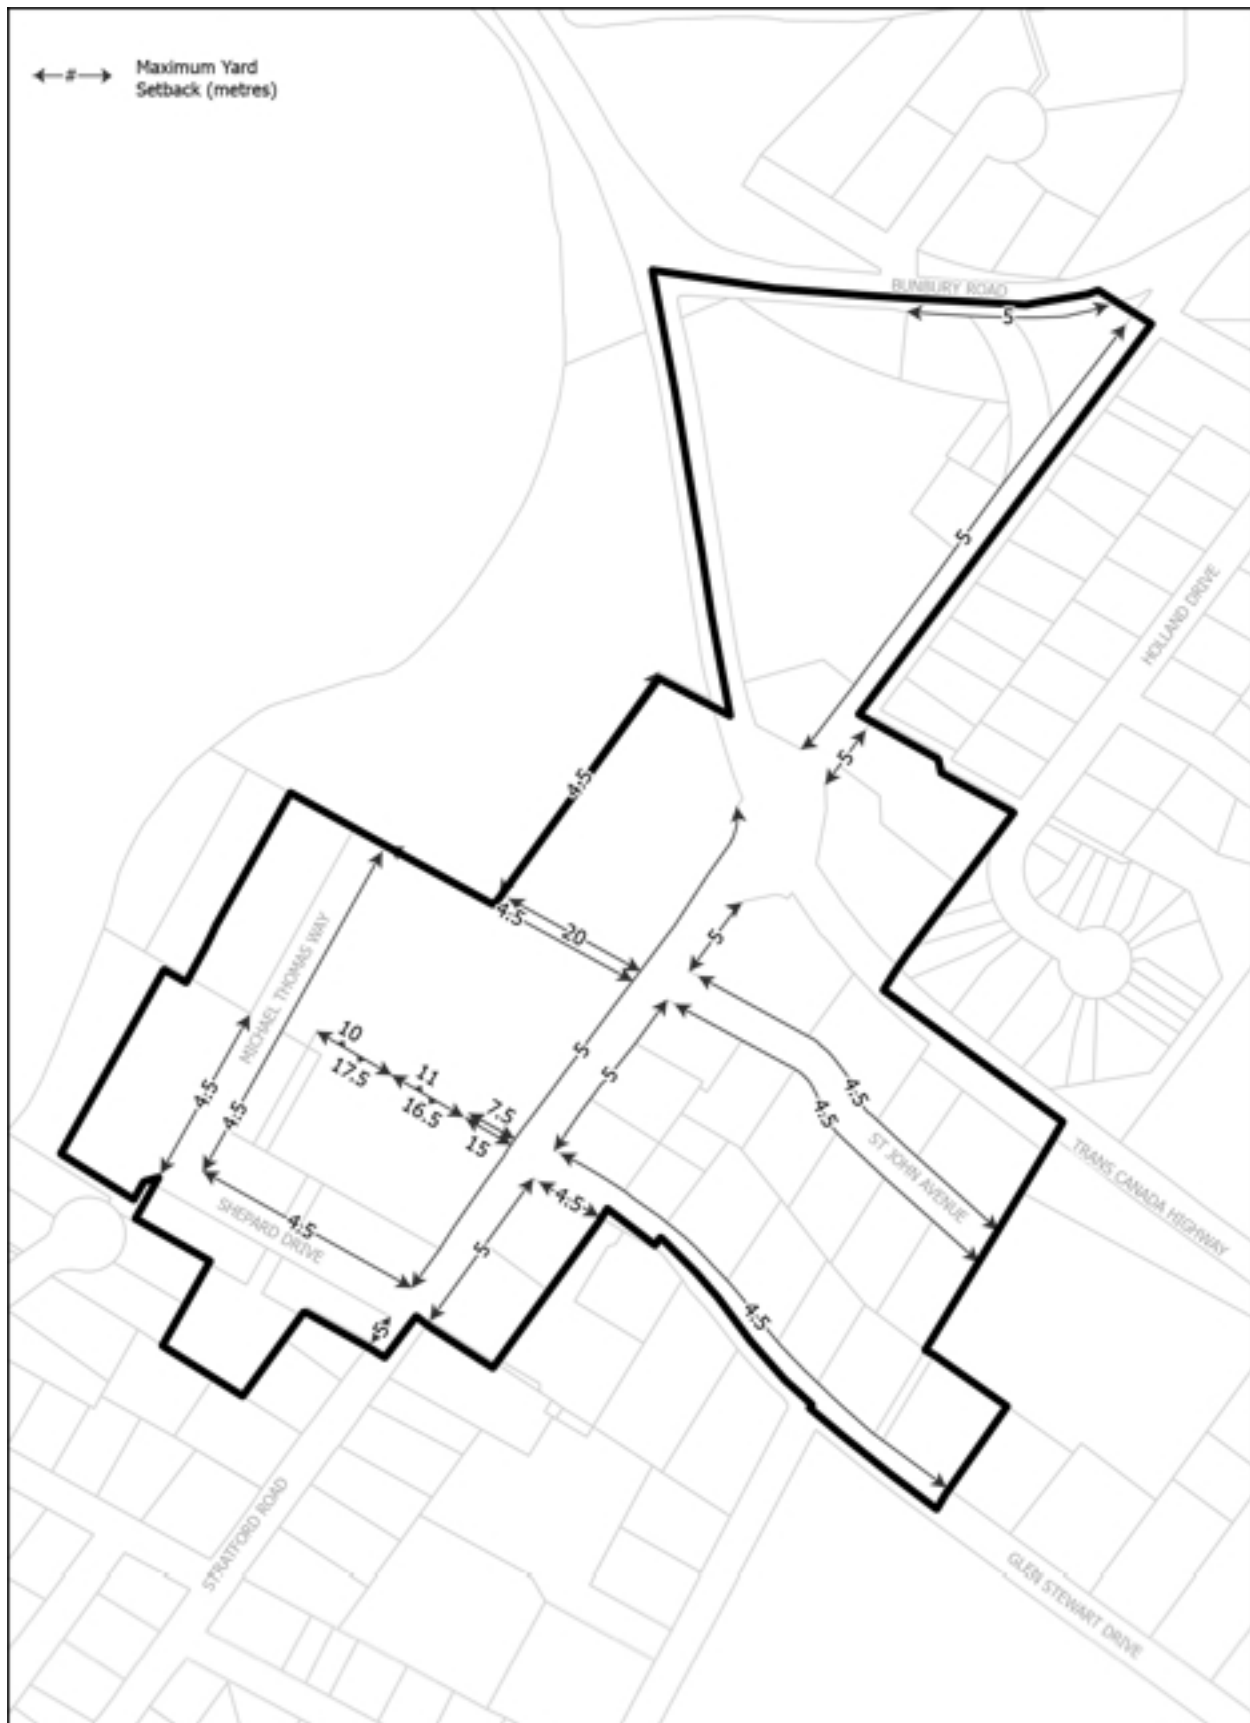 # Maximum Yard
Setback (metres)
BUNBURY ROAD
5
5
HOLLAND DRIVE
5
4.5
4.5
20
5
MICHAEL THOMAS WAY
10
17.5
11
16.5
7.5
15
5
5
4.5
4.5
4.5
4.5
ST JOHN AVENUE
TRANS CANADA HIGHWAY
4.5
SHEPARD DRIVE
4.5
5
5
4.5
STRATFORD ROAD
GLEN STEWART DRIVE